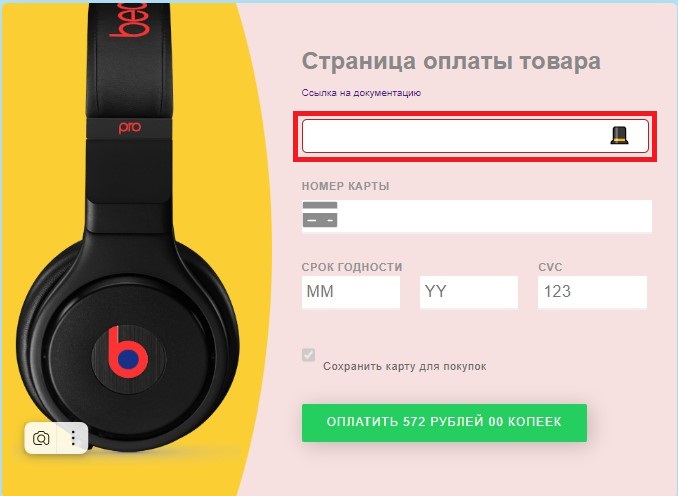 beats
pro
b
Страница оплаты товара
Ссылка на документацию
НОМЕР КАРТЫ
СРОК ГОДНОСТИ CVC
MM YY 123
Сохранить карту для покупок
ОПЛАТИТЬ 572 РУБЛЕЙ 00 КОПЕЕК